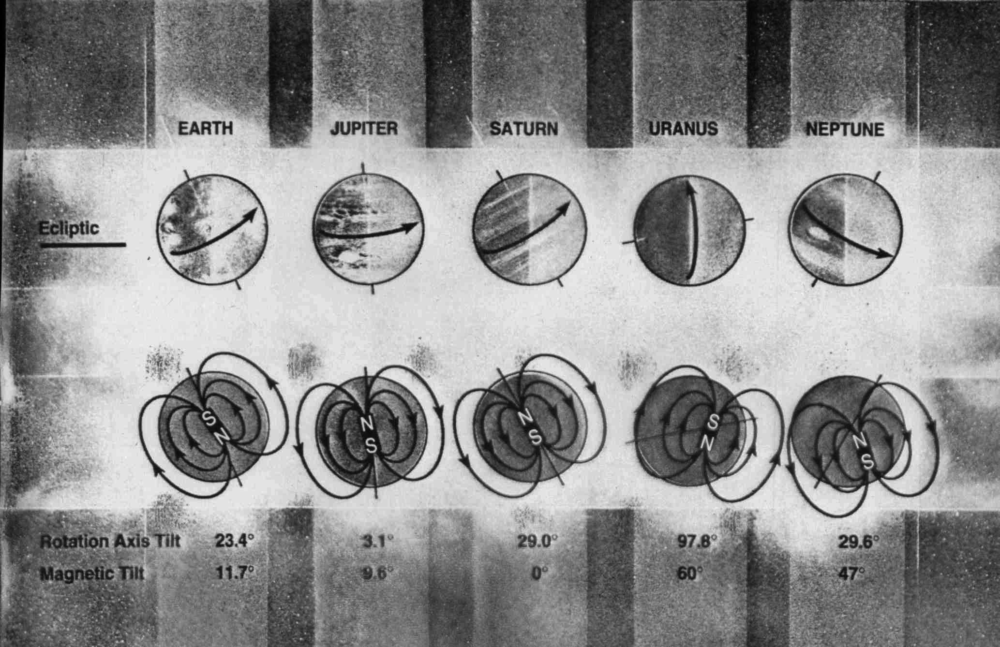 EARTH JUPITER SATURN URANUS NEPTUNE
Ecliptic
S N N S N S S N N S
Rotation Axis Tilt 23.4° 3.1° 29.0° 97.8° 29.6°
Magnetic Tilt 11.7° 9.6° 0° 60° 47°